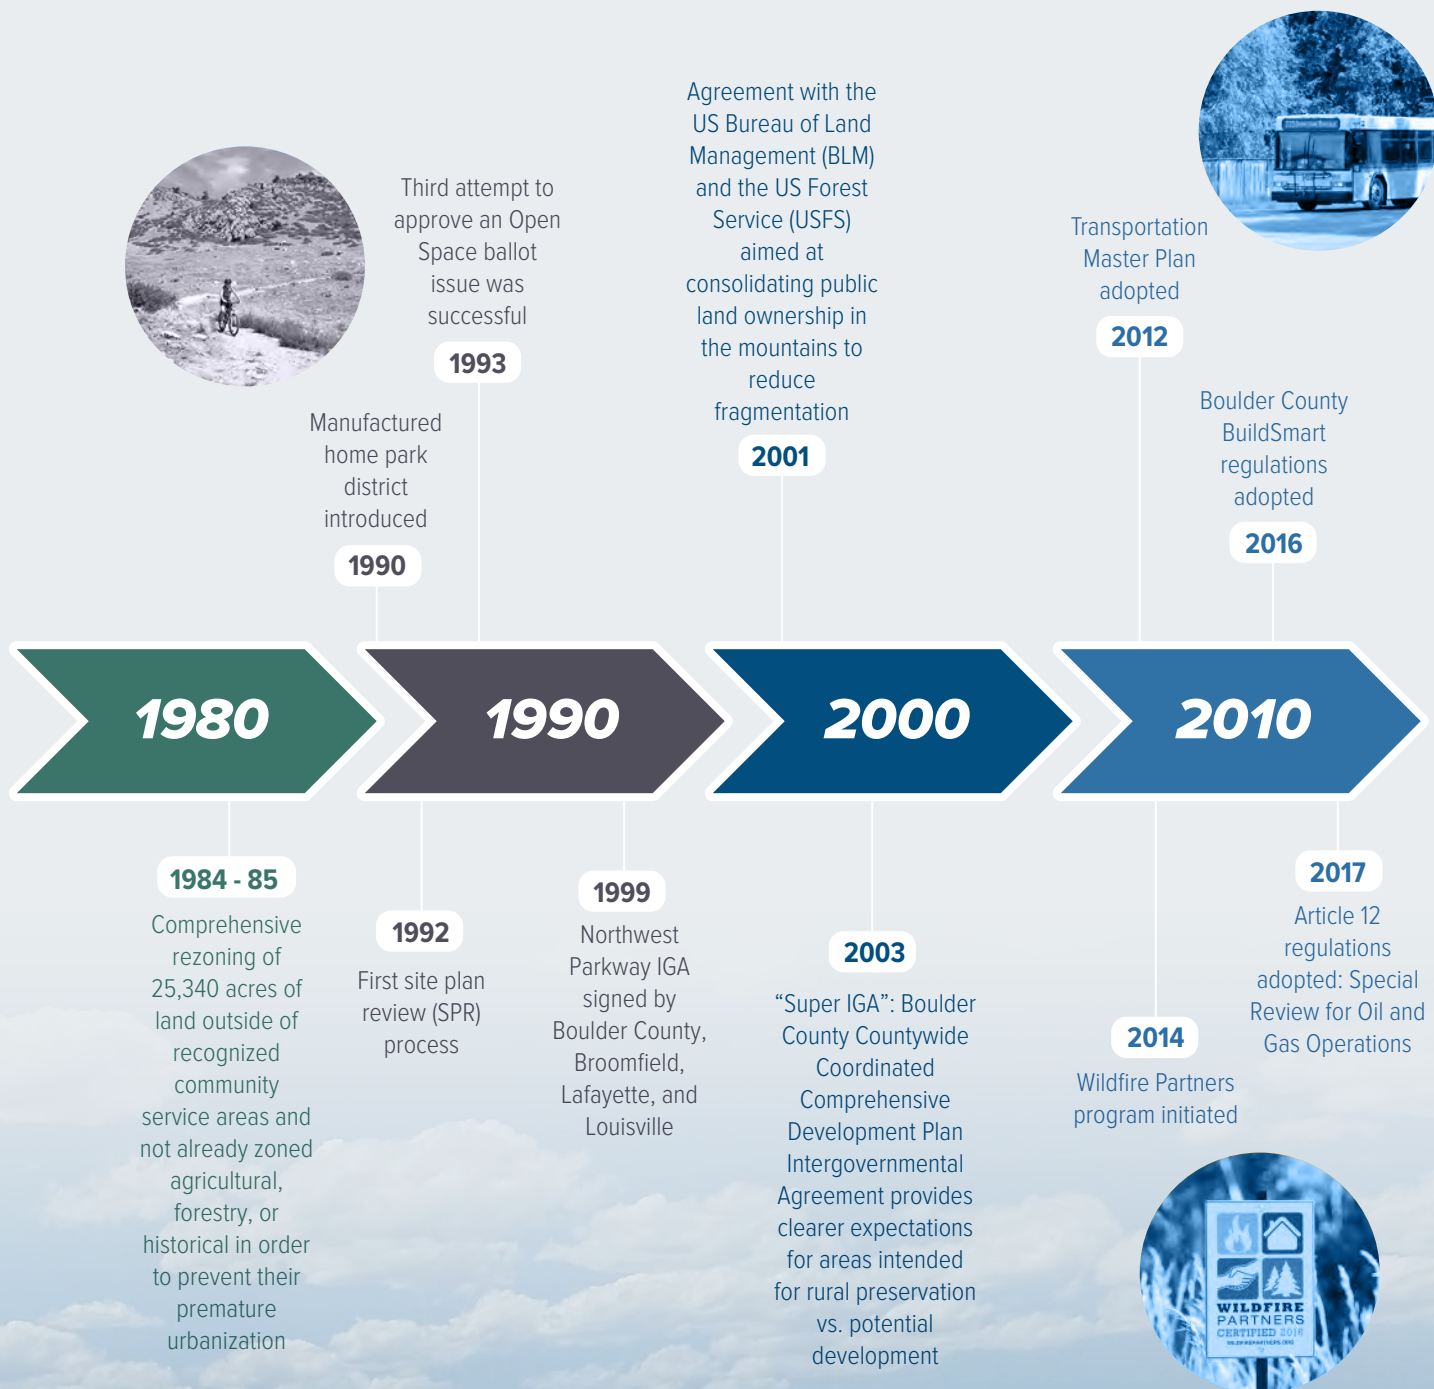 Third attempt to
approve an Open
Space ballot
issue was
successful
1993
Manufactured
home park
district
introduced
1990
Agreement with the
US Bureau of Land
Management (BLM)
and the US Forest
Service (USFS)
aimed at
consolidating public
land ownership in
the mountains to
reduce
fragmentation
2001
Transportation
Master Plan
adopted
2012
Boulder County
BuildSmart
regulations
adopted
2016
1980
1990
2000
2010
1984 - 85
Comprehensive
rezoning of
25,340 acres of
land outside of
recognized
community
service areas and
not already zoned
agricultural,
forestry, or
historical in order
to prevent their
premature
urbanization
1992
First site plan
review (SPR)
process
1999
Northwest
Parkway IGA
signed by
Boulder County,
Broomfield,
Lafayette, and
Louisville
2003
“Super IGA”: Boulder
County Countywide
Coordinated
Comprehensive
Development Plan
Intergovernmental
Agreement provides
clearer expectations
for areas intended
for rural preservation
vs. potential
development
2014
Wildfire Partners
program initiated
2017
Article 12
regulations
adopted: Special
Review for Oil and
Gas Operations
WILDFIRE
PARTNERS
CERTIFIED 2016
WILDFIREPARTNERS.ORG